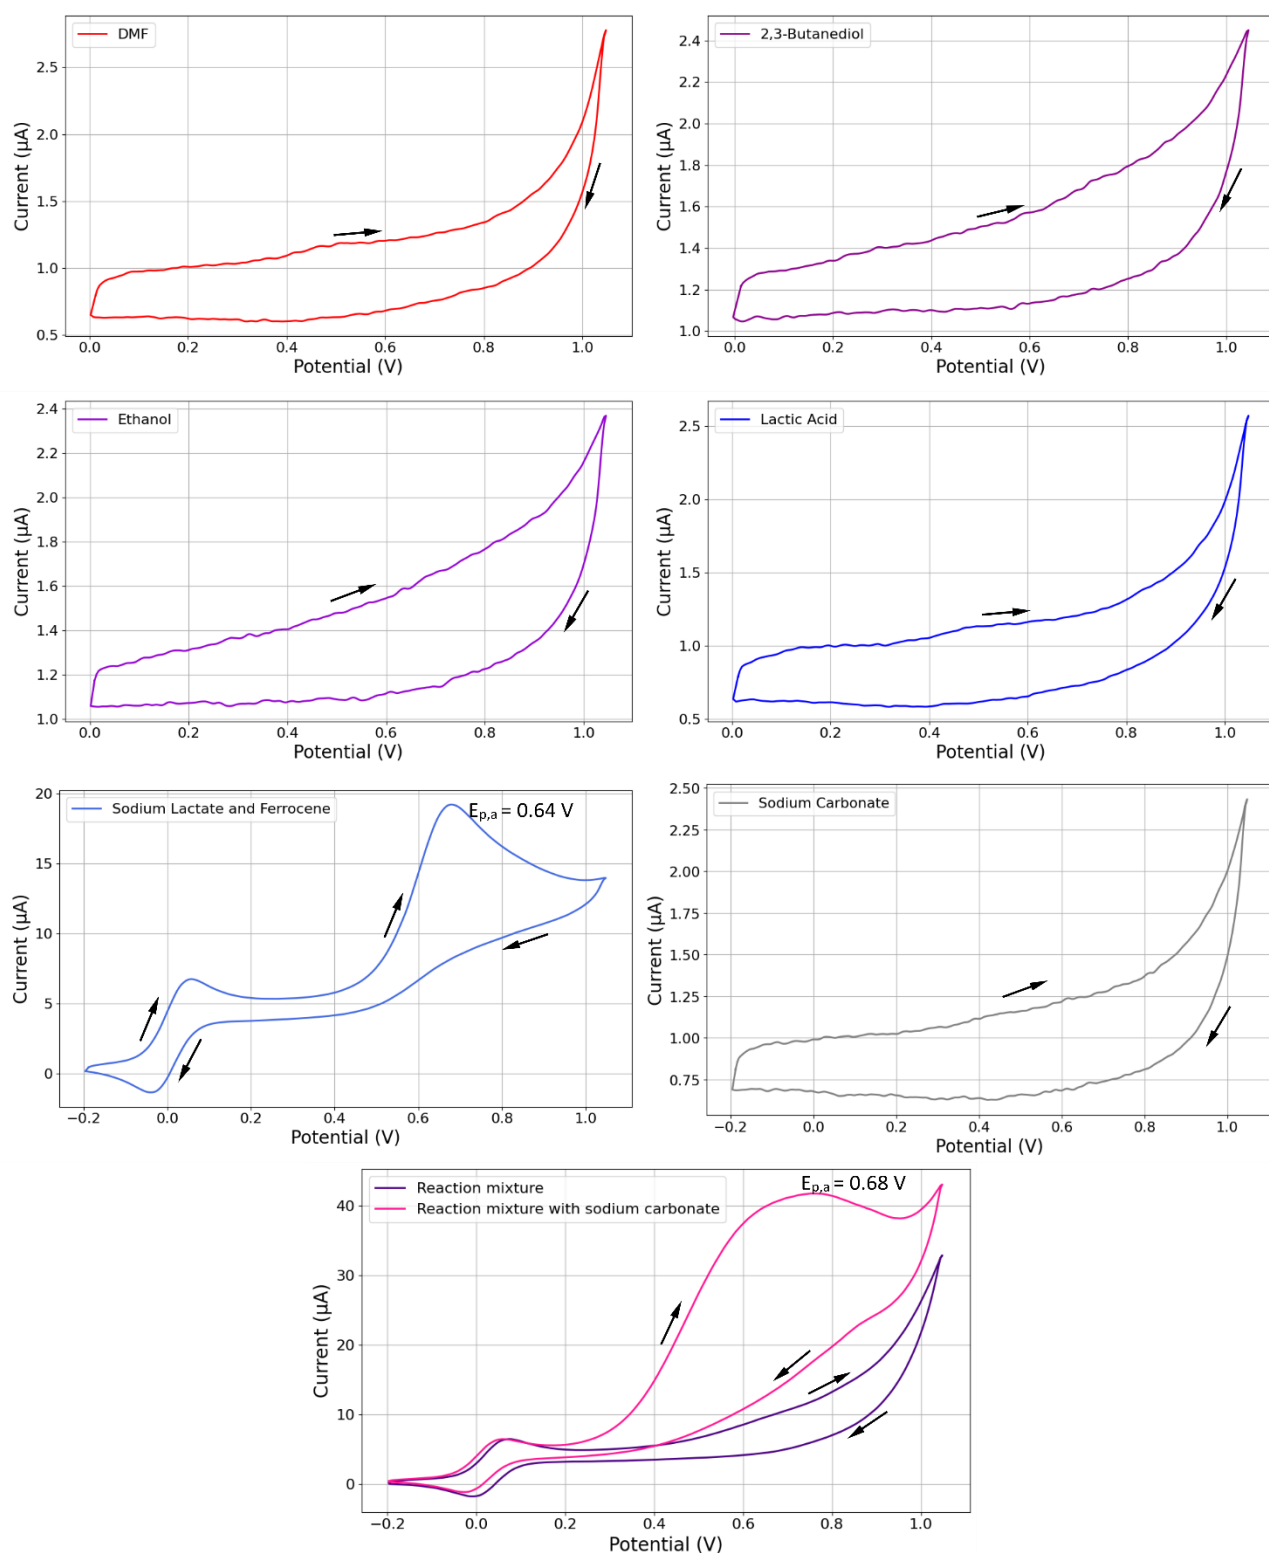 DMF
Current (µA)
2.5
2.0
1.5
1.0
0.5
0.0 0.2 0.4 0.6 0.8 1.0
Potential (V)
2,3-Butanediol
Current (µA)
2.4
2.2
2.0
1.8
1.6
1.4
1.2
1.0
0.0 0.2 0.4 0.6 0.8 1.0
Potential (V)
Ethanol
Current (µA)
2.4
2.2
2.0
1.8
1.6
1.4
1.2
1.0
0.0 0.2 0.4 0.6 0.8 1.0
Potential (V)
Lactic Acid
Current (µA)
2.5
2.0
1.5
1.0
0.5
0.0 0.2 0.4 0.6 0.8 1.0
Potential (V)
Sodium Lactate and Ferrocene
Ep,a = 0.64 V
Current (µA)
20
15
10
5
0
−0.2 0.0 0.2 0.4 0.6 0.8 1.0
Potential (V)
Sodium Carbonate
Current (µA)
2.50
2.25
2.00
1.75
1.50
1.25
1.00
0.75
−0.2 0.0 0.2 0.4 0.6 0.8 1.0
Potential (V)
Reaction mixture
Reaction mixture with sodium carbonate
Ep,a = 0.68 V
Current (µA)
40
30
20
10
0
−0.2 0.0 0.2 0.4 0.6 0.8 1.0
Potential (V)